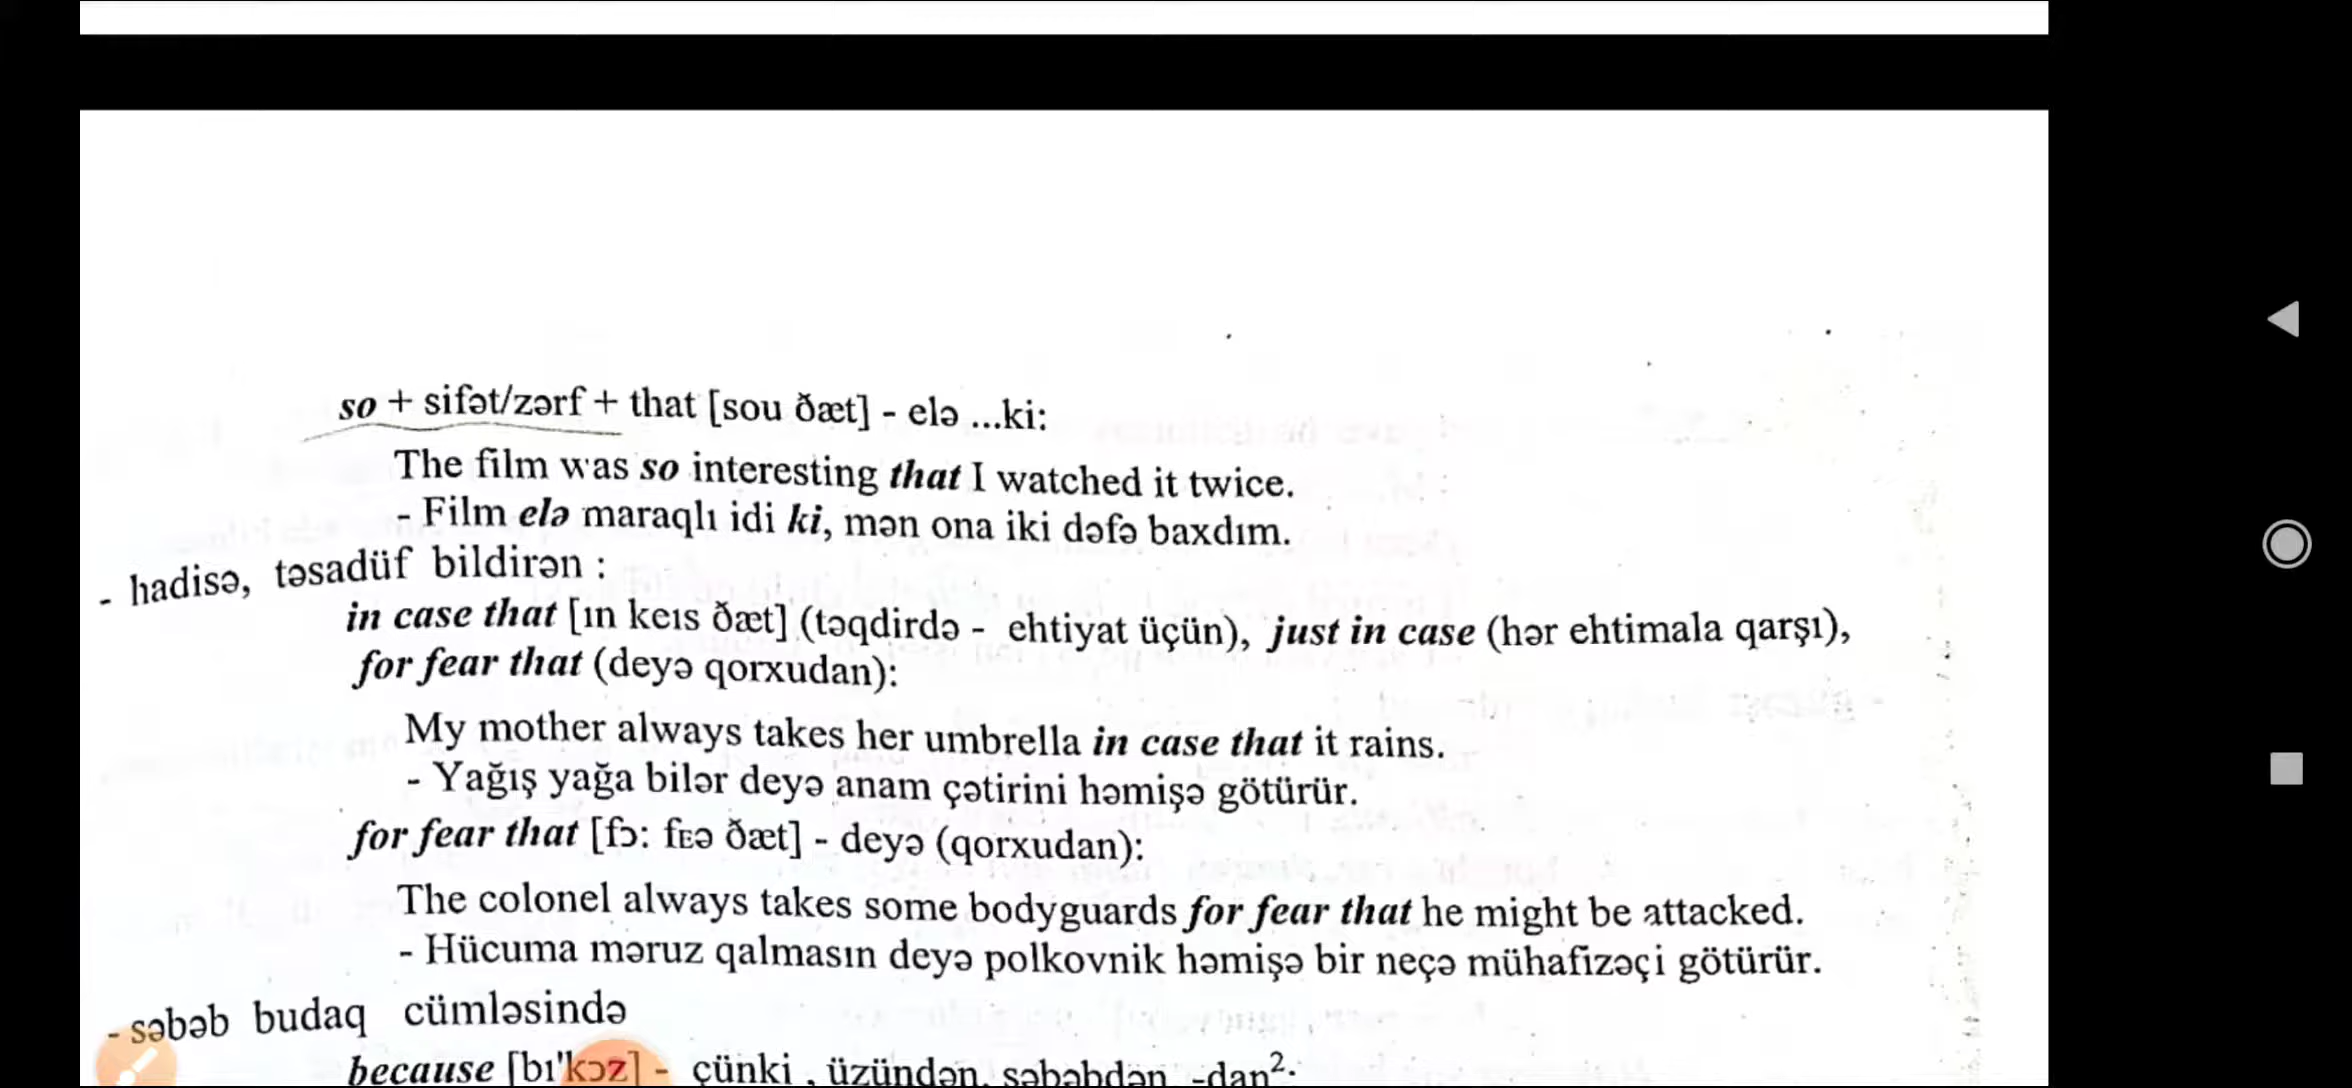 so + sifət/zərf + that [sou ðæt] - elə ...ki:
The film was so interesting that I watched it twice.
- Film elə maraqlı idi ki, mən ona iki dəfə baxdım.
- hadisə, təsadüf bildirən :
in case that [ın keıs ðæt] (təqdirdə - ehtiyat üçün), just in case (hər ehtimala qarşı),
for fear that (deyə qorxudan):
My mother always takes her umbrella in case that it rains.
- Yağış yağa bilər deyə anam çətirini həmişə götürür.
for fear that [fɔ: fEə ðæt] - deyə (qorxudan):
The colonel always takes some bodyguards for fear that he might be attacked.
- Hücuma məruz qalmasın deyə polkovnik həmişə bir neçə mühafizəçi götürür.
- səbəb budaq cümləsində
because [bı'kɔz] - çünki , üzündən, səbəbdən, -dan².